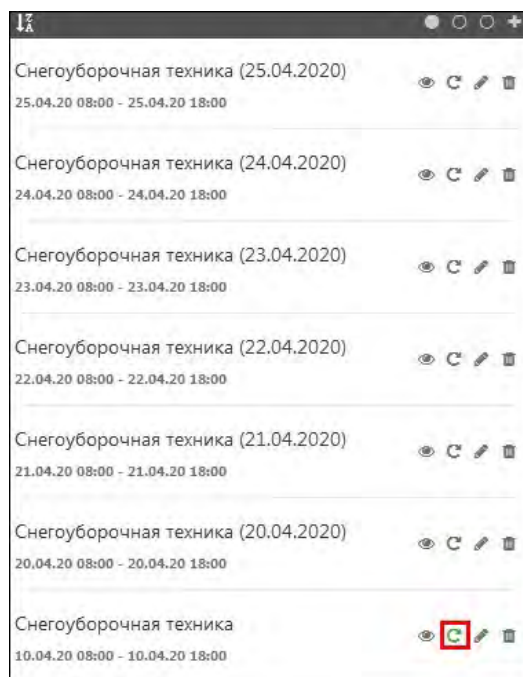 Снегоуборочная техника (25.04.2020)
25.04.20 08:00 - 25.04.20 18:00
Снегоуборочная техника (24.04.2020)
24.04.20 08:00 - 24.04.20 18:00
Снегоуборочная техника (23.04.2020)
23.04.20 08:00 - 23.04.20 18:00
Снегоуборочная техника (22.04.2020)
22.04.20 08:00 - 22.04.20 18:00
Снегоуборочная техника (21.04.2020)
21.04.20 08:00 - 21.04.20 18:00
Снегоуборочная техника (20.04.2020)
20.04.20 08:00 - 20.04.20 18:00
Снегоуборочная техника
10.04.20 08:00 - 10.04.20 18:00